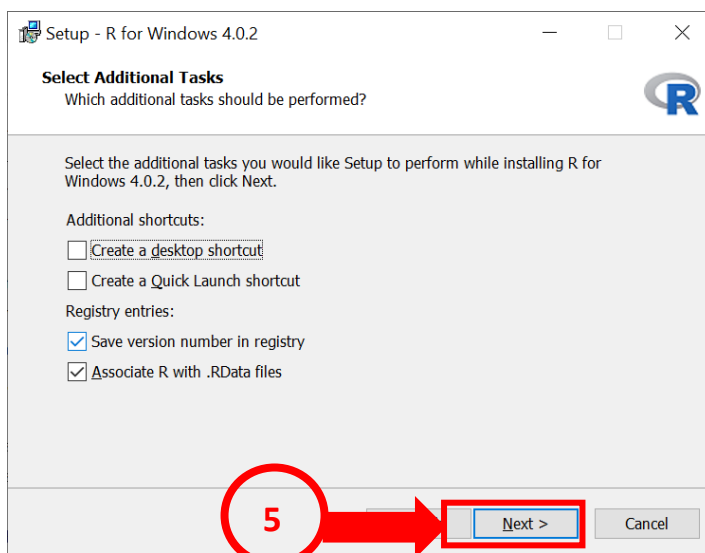 Setup - R for Windows 4.0.2
Select Additional Tasks
Which additional tasks should be performed?
R
Select the additional tasks you would like Setup to perform while installing R for
Windows 4.0.2, then click Next.
Additional shortcuts:
Create a desktop shortcut
Create a Quick Launch shortcut
Registry entries:
Save version number in registry
Associate R with .RData files
5
Next >
Cancel